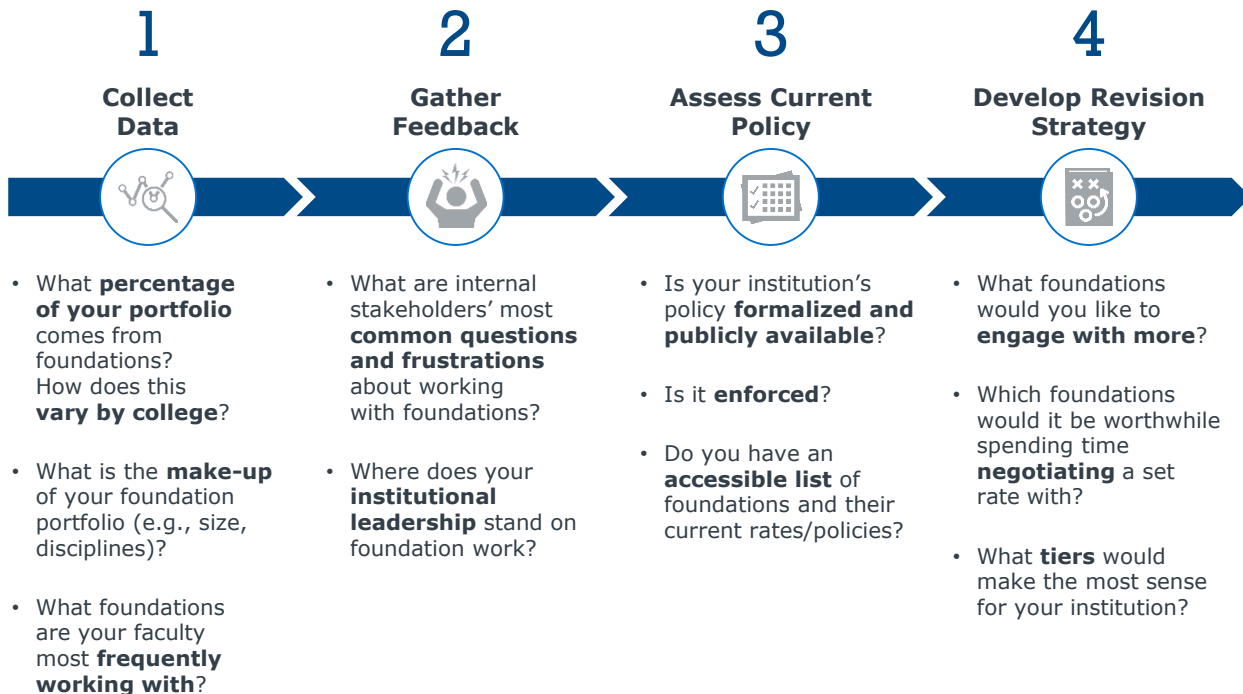 1
Collect
Data
• What percentage
of your portfolio
comes from
foundations?
How does this
vary by college?
• What is the make-up
of your foundation
portfolio (e.g., size,
disciplines)?
• What foundations
are your faculty
most frequently
working with?
2
Gather
Feedback
• What are internal
stakeholders’ most
common questions
and frustrations
about working
with foundations?
• Where does your
institutional
leadership stand on
foundation work?
3
Assess Current
Policy
• Is your institution’s
policy formalized and
publicly available?
• Is it enforced?
• Do you have an
accessible list of
foundations and their
current rates/policies?
4
Develop Revision
Strategy
• What foundations
would you like to
engage with more?
• Which foundations
would it be worthwhile
spending time
negotiating a set
rate with?
• What tiers would
make the most sense
for your institution?